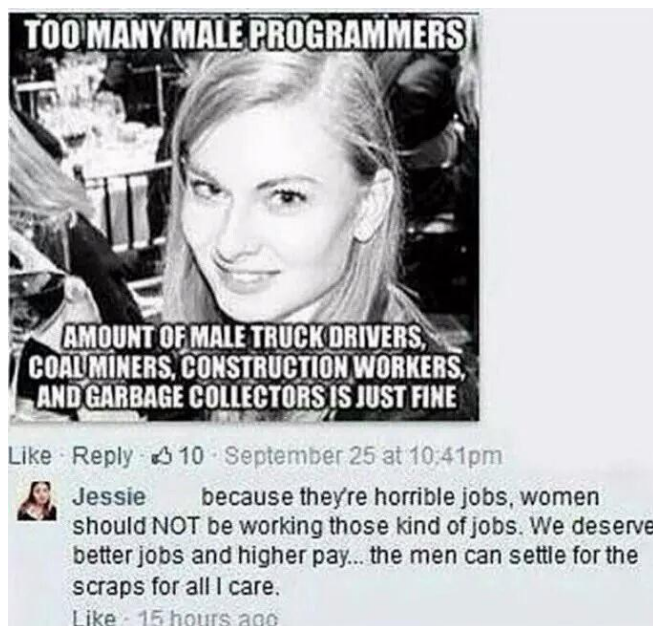 TOO MANY MALE PROGRAMMERS
AMOUNT OF MALE TRUCK DRIVERS,
COAL MINERS, CONSTRUCTION WORKERS,
AND GARBAGE COLLECTORS IS JUST FINE
Like · Reply · 10 · September 25 at 10:41pm
Jessie because they're horrible jobs, women
should NOT be working those kind of jobs. We deserve
better jobs and higher pay... the men can settle for the
scraps for all I care.
Like · 15 hours ago